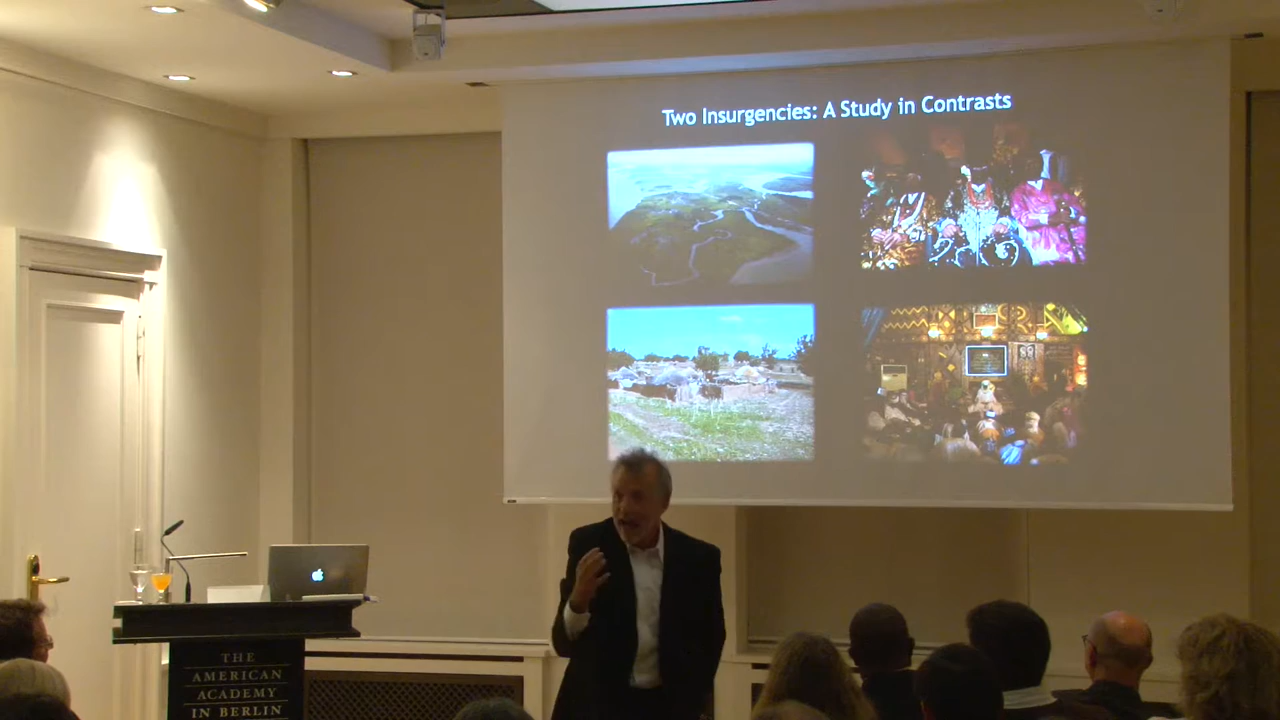 Two Insurgencies: A Study in Contrasts
THE
AMERICAN
ACADEMY
IN BERLIN